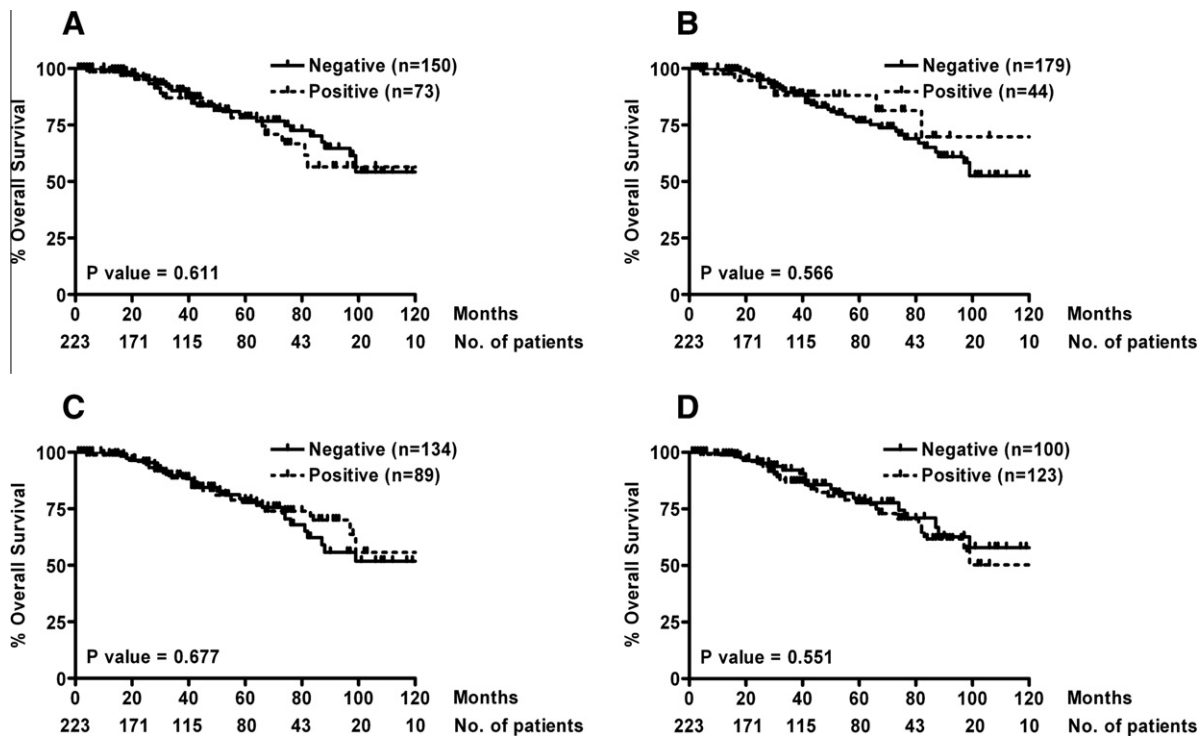 A
% Overall Survival
100
75
50
25
0
Negative (n=150)
Positive (n=73)
P value = 0.611
0 20 40 60 80 100 120 Months
223 171 115 80 43 20 10 No. of patients
B
% Overall Survival
100
75
50
25
0
Negative (n=179)
Positive (n=44)
P value = 0.566
0 20 40 60 80 100 120 Months
223 171 115 80 43 20 10 No. of patients
C
% Overall Survival
100
75
50
25
0
Negative (n=134)
Positive (n=89)
P value = 0.677
0 20 40 60 80 100 120 Months
223 171 115 80 43 20 10 No. of patients
D
% Overall Survival
100
75
50
25
0
Negative (n=100)
Positive (n=123)
P value = 0.551
0 20 40 60 80 100 120 Months
223 171 115 80 43 20 10 No. of patients